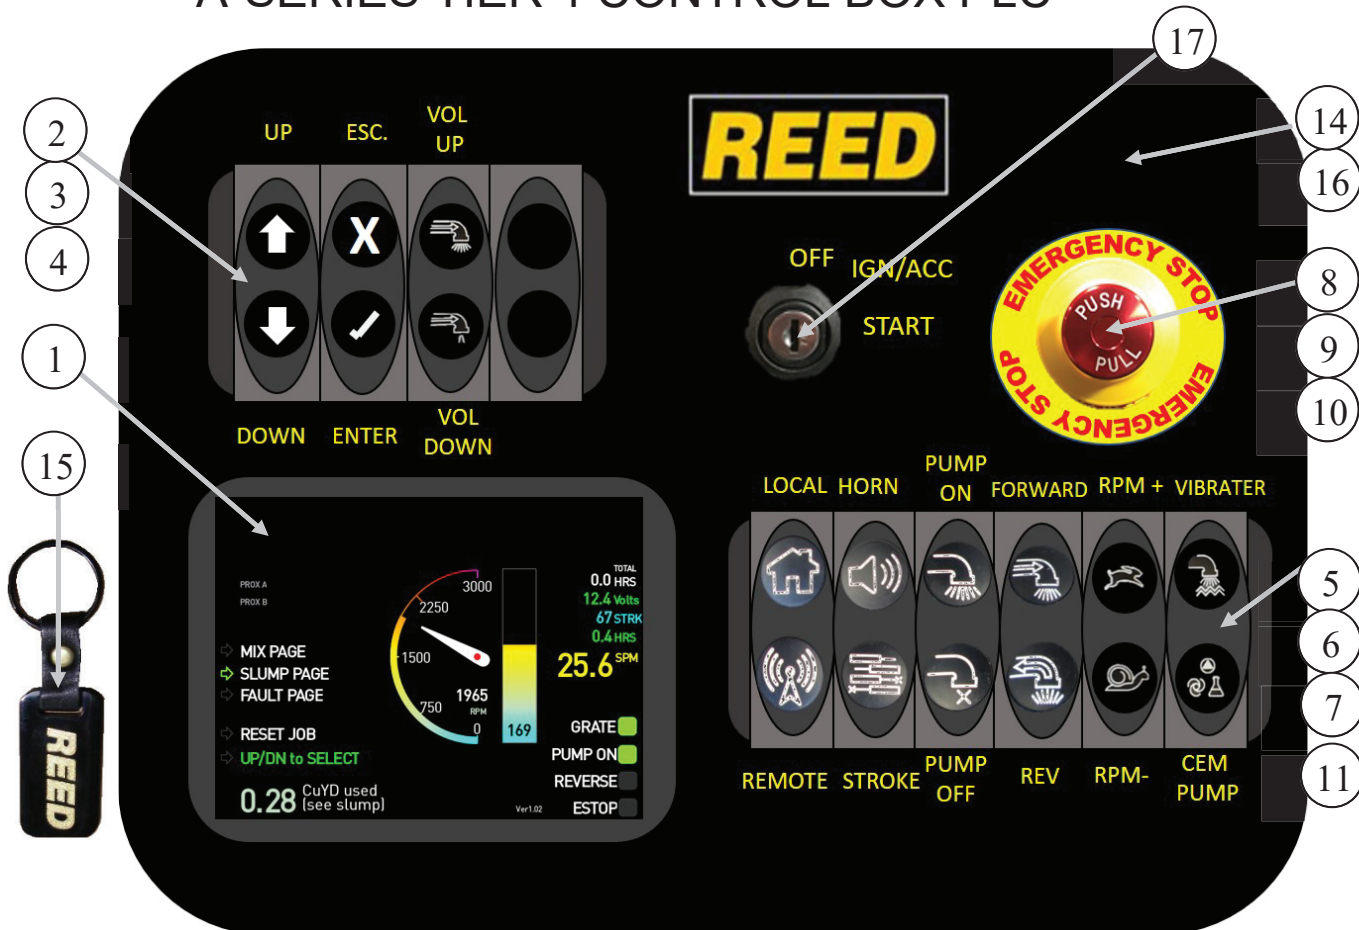 A-SERIES TIER 4 CONTROL BOX PLC
17
2
3
4
1
15
14
16
8
9
10
5
6
7
11
UP
ESC.
VOL
UP
X
DOWN
ENTER
VOL
DOWN
REED
OFF
IGN/ACC
START
EMERGENCY STOP
PUSH
PULL
EMERGENCY STOP
LOCAL
HORN
PUMP
ON
FORWARD
RPM +
VIBRATER
REMOTE
STROKE
PUMP
OFF
REV
RPM-
CEM
PUMP
PROX A
PROX B
MIX PAGE
SLUMP PAGE
FAULT PAGE
RESET JOB
UP/DN to SELECT
0.28 CuYD used
(see slump)
3000
2250
1500
750
0
1965
RPM
169
TOTAL
0.0 HRS
12.4 Volts
67 STRK
0.4 HRS
25.6 SPM
GRATE
PUMP ON
REVERSE
ESTOP
Ver1.02
REED